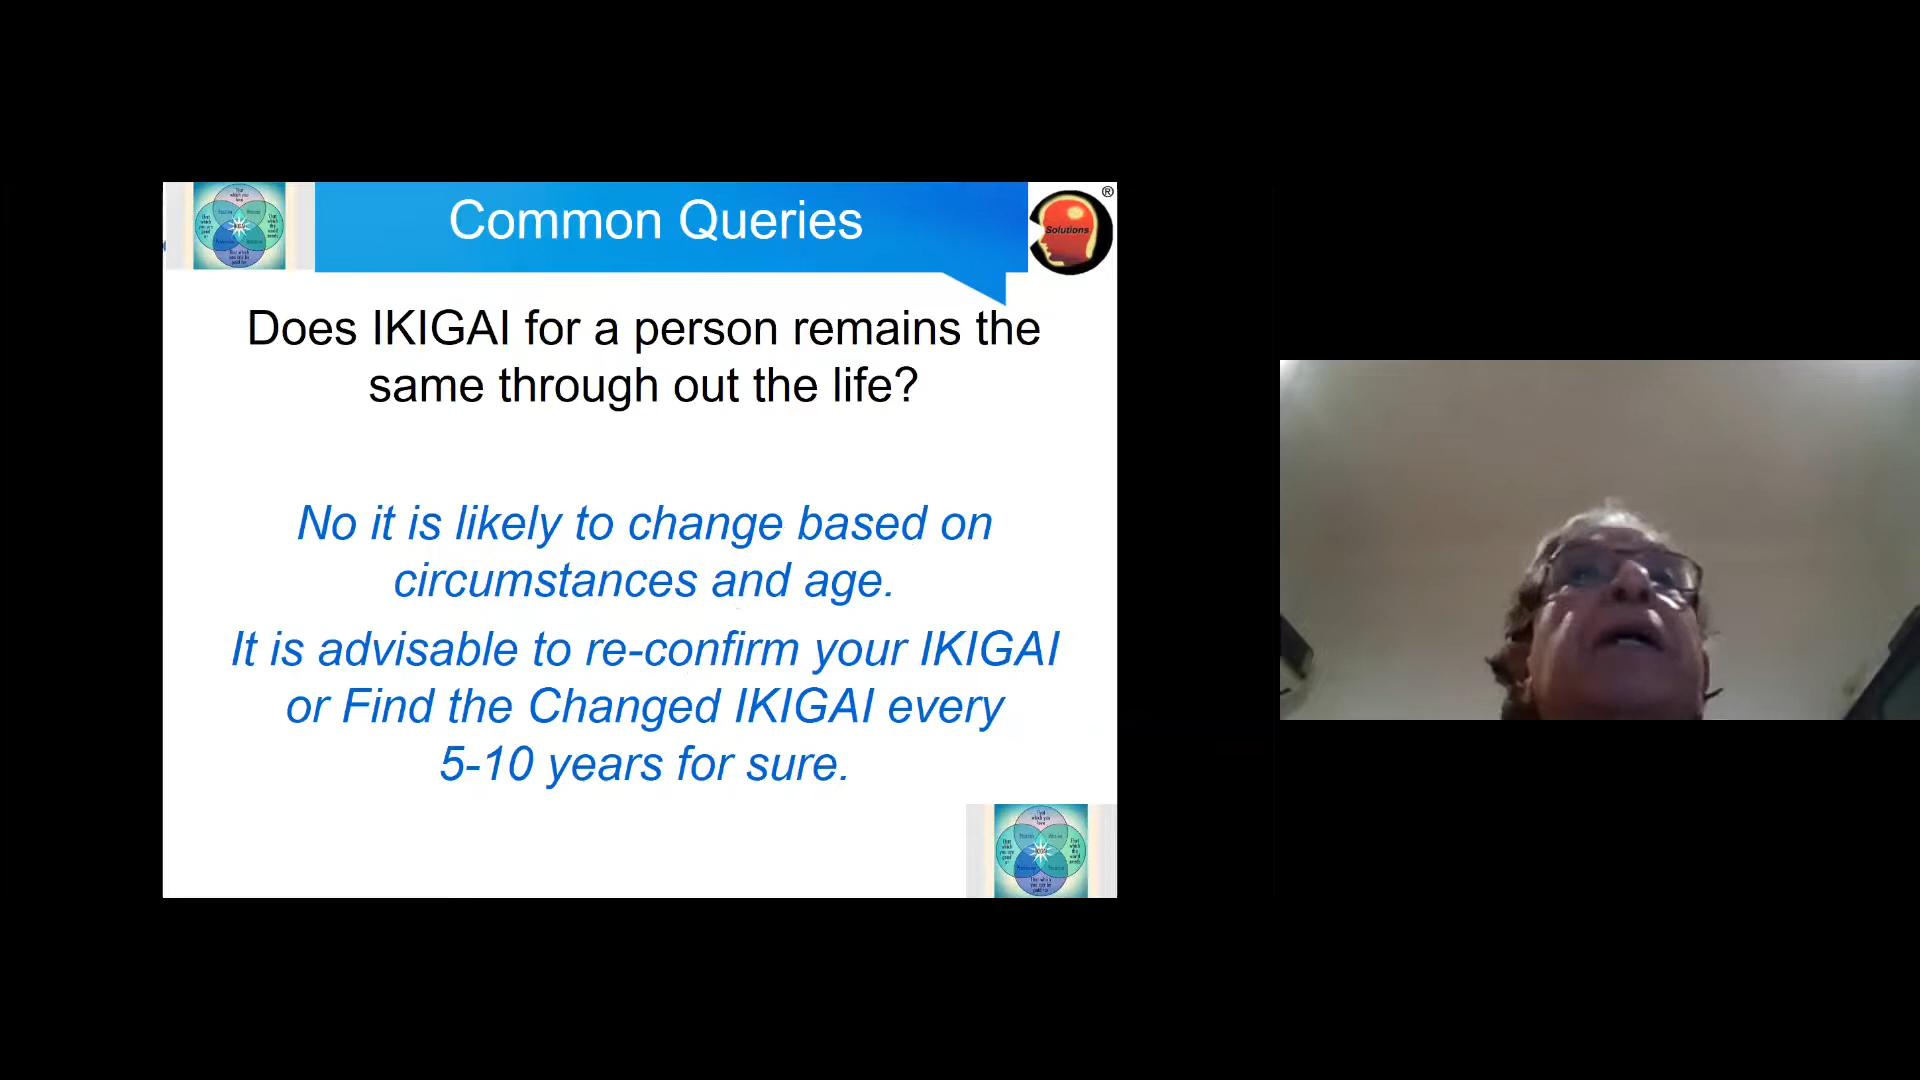 Common Queries
®
Solutions
Does IKIGAI for a person remains the
same through out the life?
No it is likely to change based on
circumstances and age.
It is advisable to re-confirm your IKIGAI
or Find the Changed IKIGAI every
5-10 years for sure.